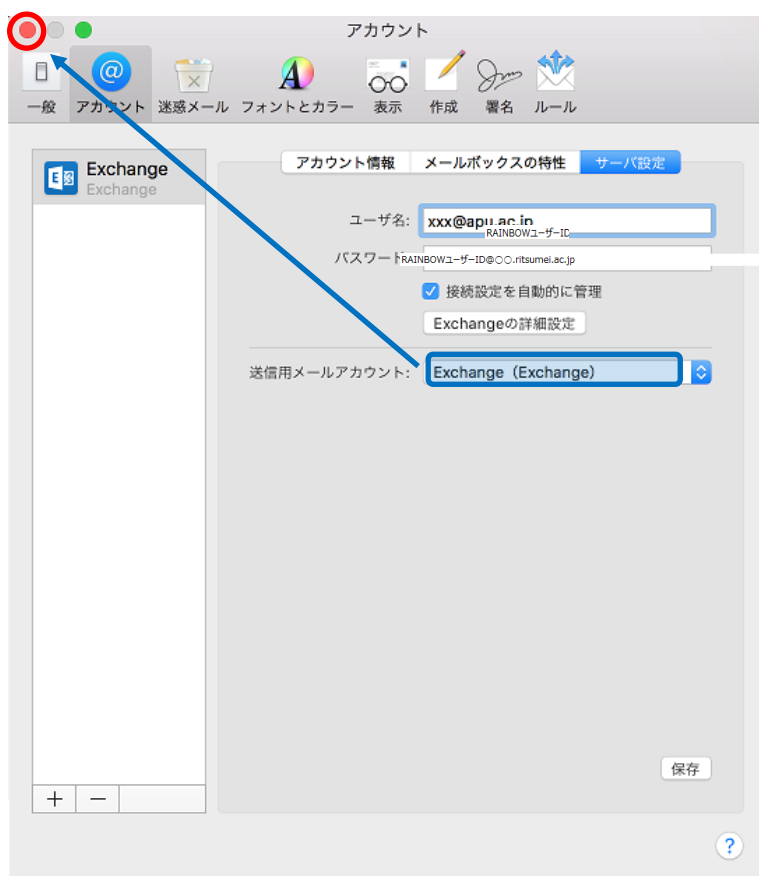 アカウント
一般 アカウント 迷惑メール フォントとカラー 表示 作成 署名 ルール
Exchange
Exchange
アカウント情報 メールボックスの特性 サーバ設定
ユーザ名: xxx@apu.ac.jp
RAINBOWユーザーID
パスワード
RAINBOWユーザーID@○○.ritsumei.ac.jp
接続設定を自動的に管理
Exchangeの詳細設定
送信用メールアカウント: Exchange（Exchange）
保存
+ −
?